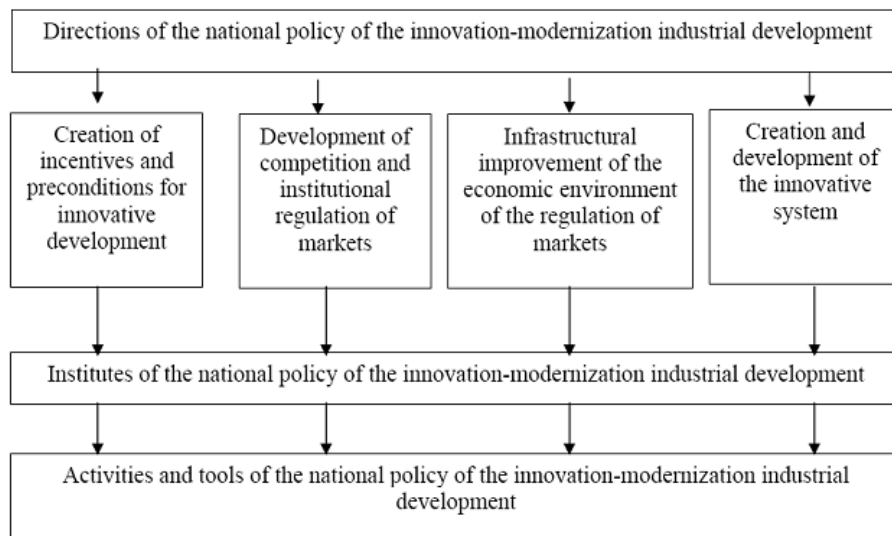 Directions of the national policy of the innovation-modernization industrial development
Creation of
incentives and
preconditions for
innovative
development
Development of
competition and
institutional
regulation of
markets
Infrastructural
improvement of the
economic environment
of the regulation of
markets
Creation and
development of
the innovative
system
Institutes of the national policy of the innovation-modernization industrial development
Activities and tools of the national policy of the innovation-modernization industrial
development